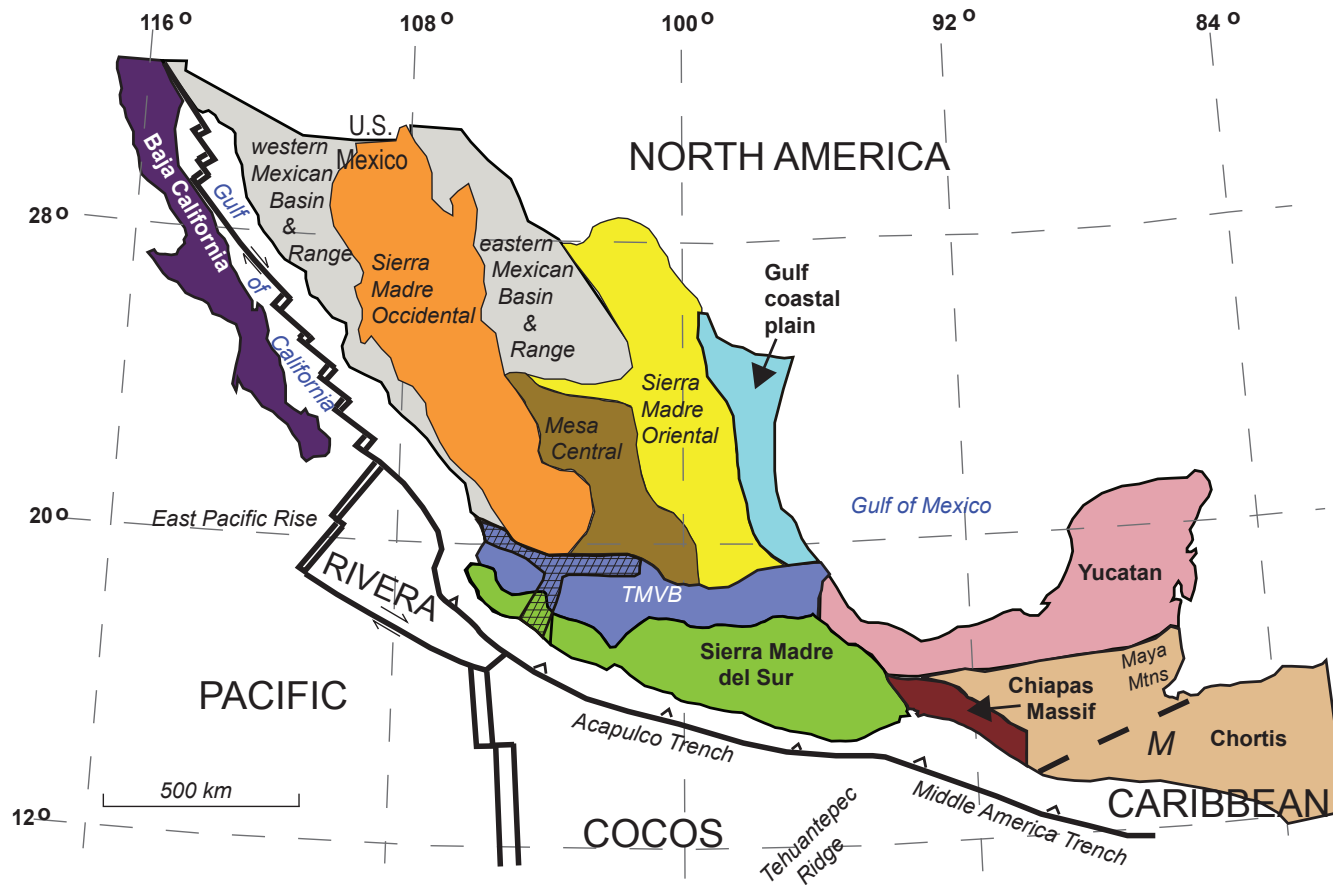 116 o
108 o
100 o
92 o
84 o
U.S.
Mexico
NORTH AMERICA
western
Mexican
Basin
&
Range
Baja California
Gulf
of
California
28 o
Sierra
Madre
Occidental
eastern
Mexican
Basin
&
Range
Gulf
coastal
plain
Sierra
Madre
Oriental
Mesa
Central
20 o
East Pacific Rise
Gulf of Mexico
RIVERA
TMVB
Yucatan
Sierra Madre
del Sur
Maya
Mtns
Chiapas
Massif
PACIFIC
Acapulco Trench
M
Chortis
500 km
12 o
COCOS
Tehuantepec
Ridge
Middle America Trench
CARIBBEAN